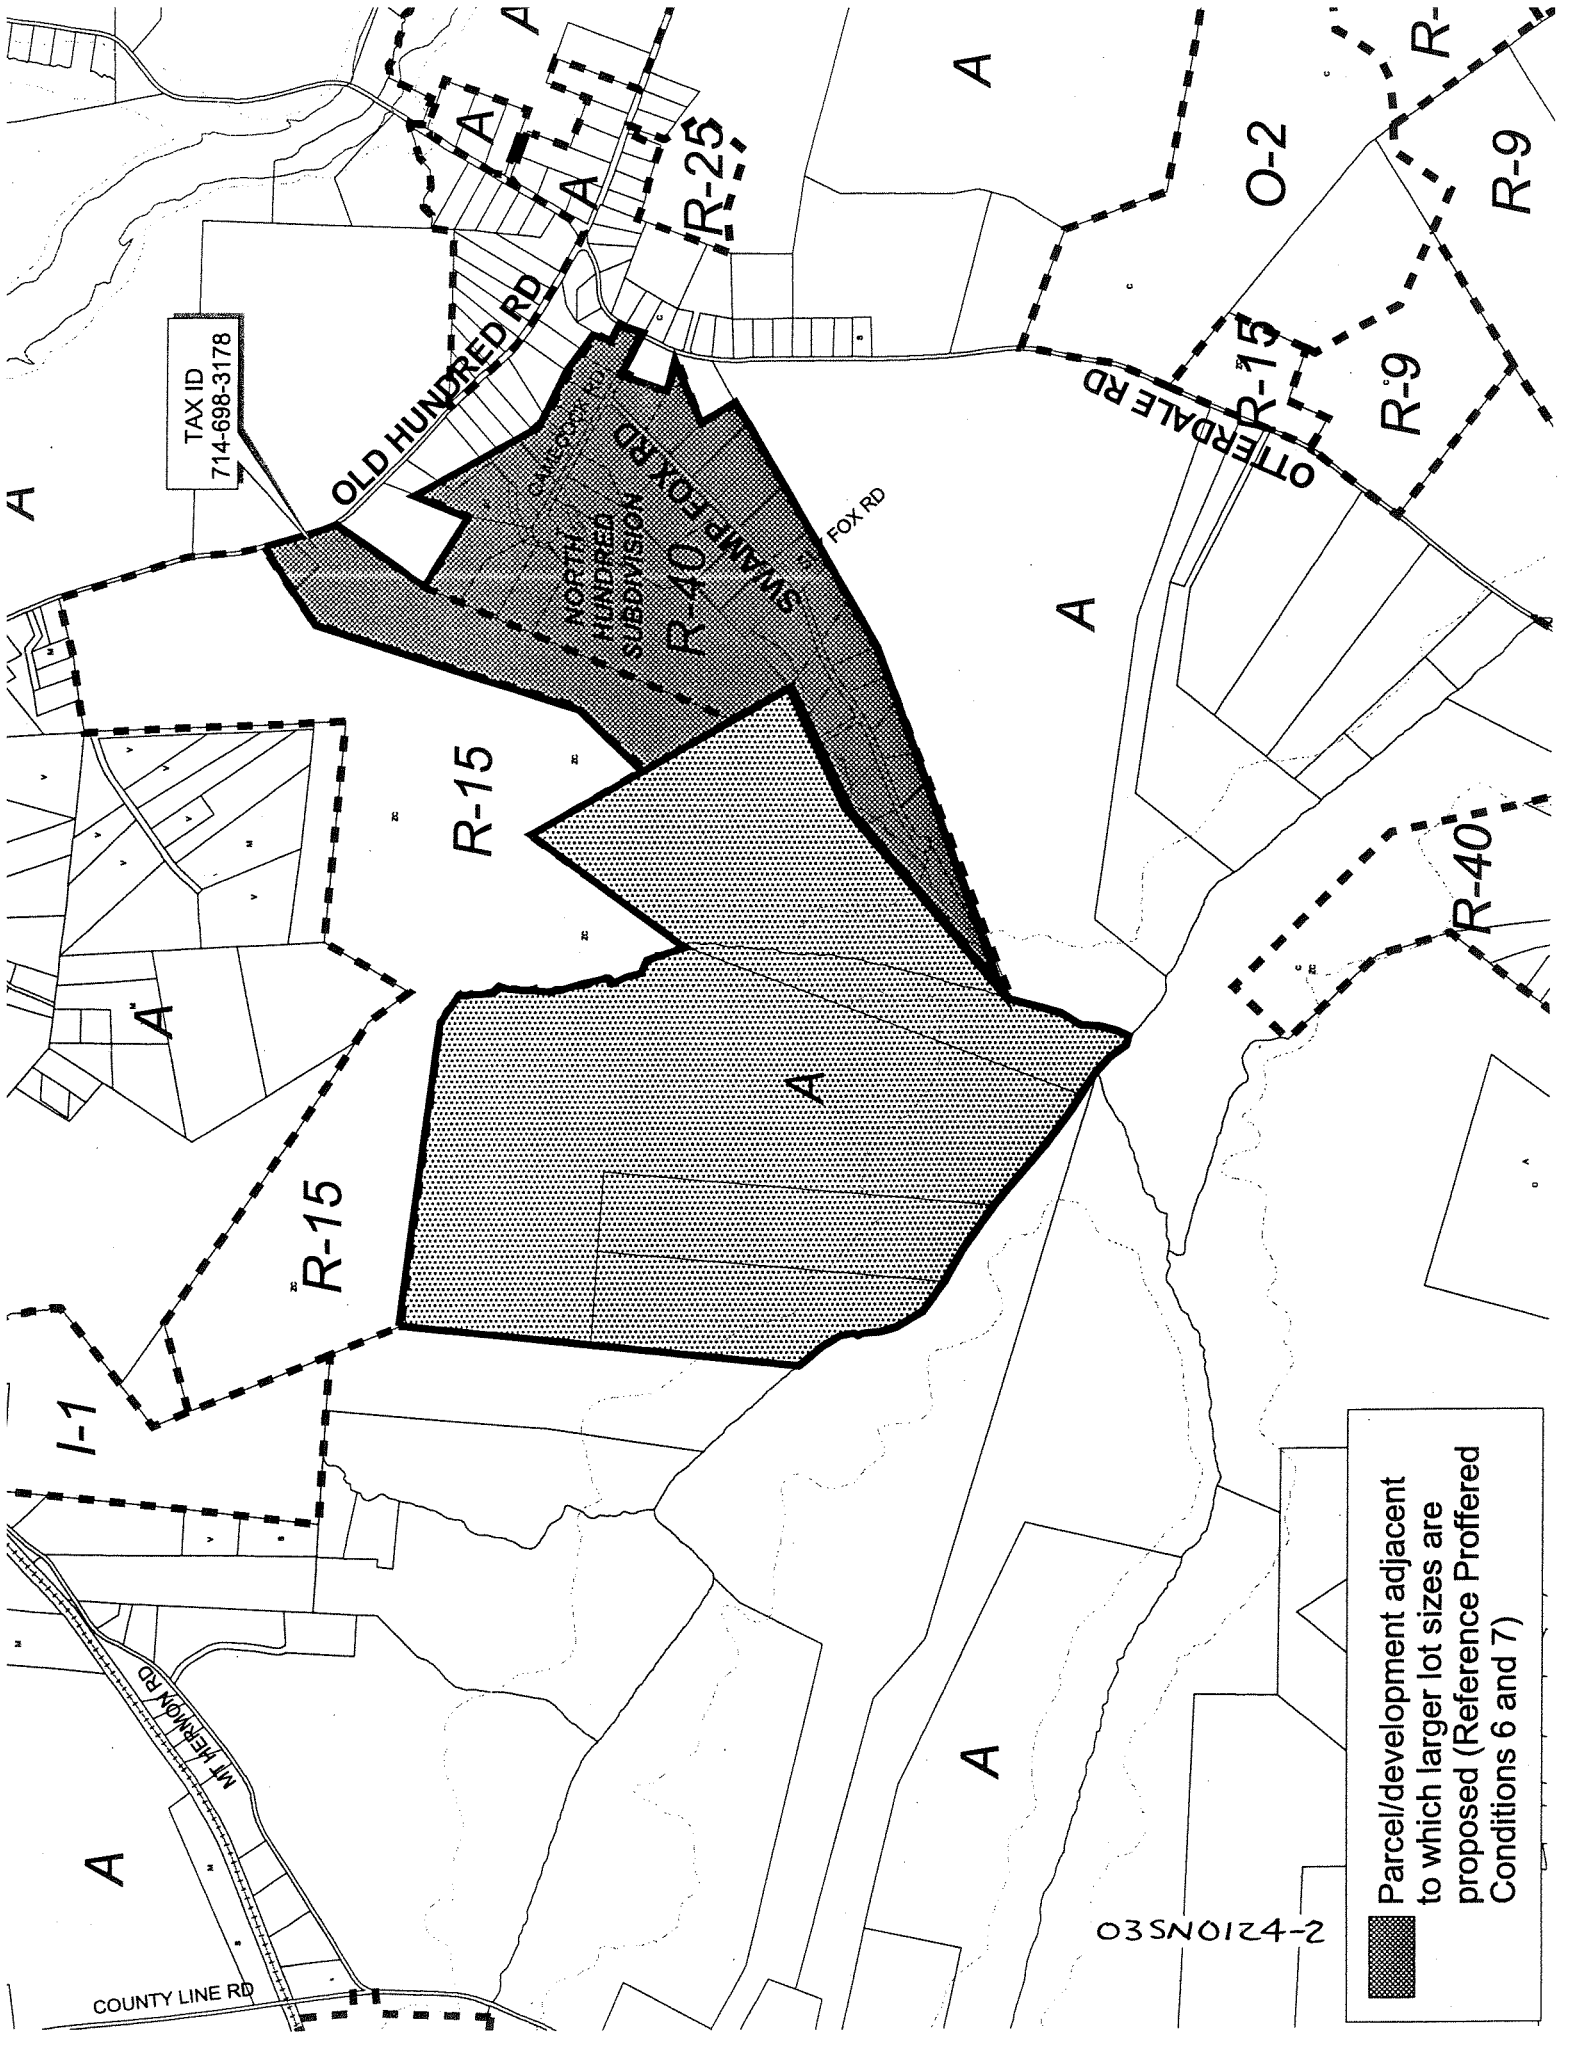 COUNTY LINE RD
MT HERMON RD
A
I-1
R-15
A
R-15
A
TAX ID
714-698-3178
OLD HUNDRED RD
A
A
A
R-25
GAMECOCK RD
NORTH
HUNDRED
SUBDIVISION
R-40
SWAMP FOX RD
FOX RD
A
A
A
OTTERDALE RD
R-15
O-2
R-9
R-9
R-
R-40
A
03SN0124-2
Parcel/development adjacent
to which larger lot sizes are
proposed (Reference Proffered
Conditions 6 and 7)